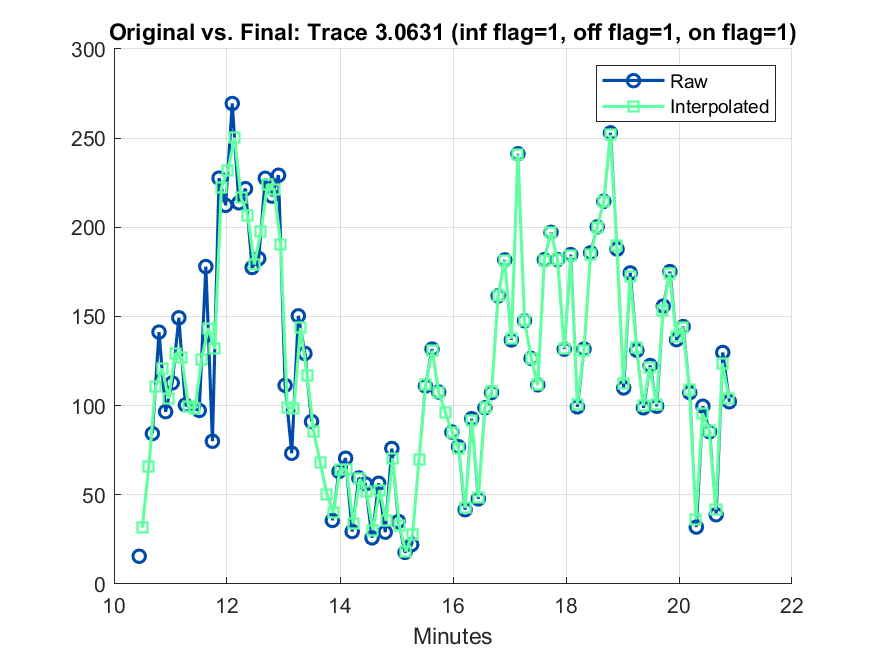 Original vs. Final: Trace 3.0631 (inf flag=1, off flag=1, on flag=1)
300
250
200
150
100
50
0
Raw
Interpolated
10 12 14 16 18 20 22
Minutes